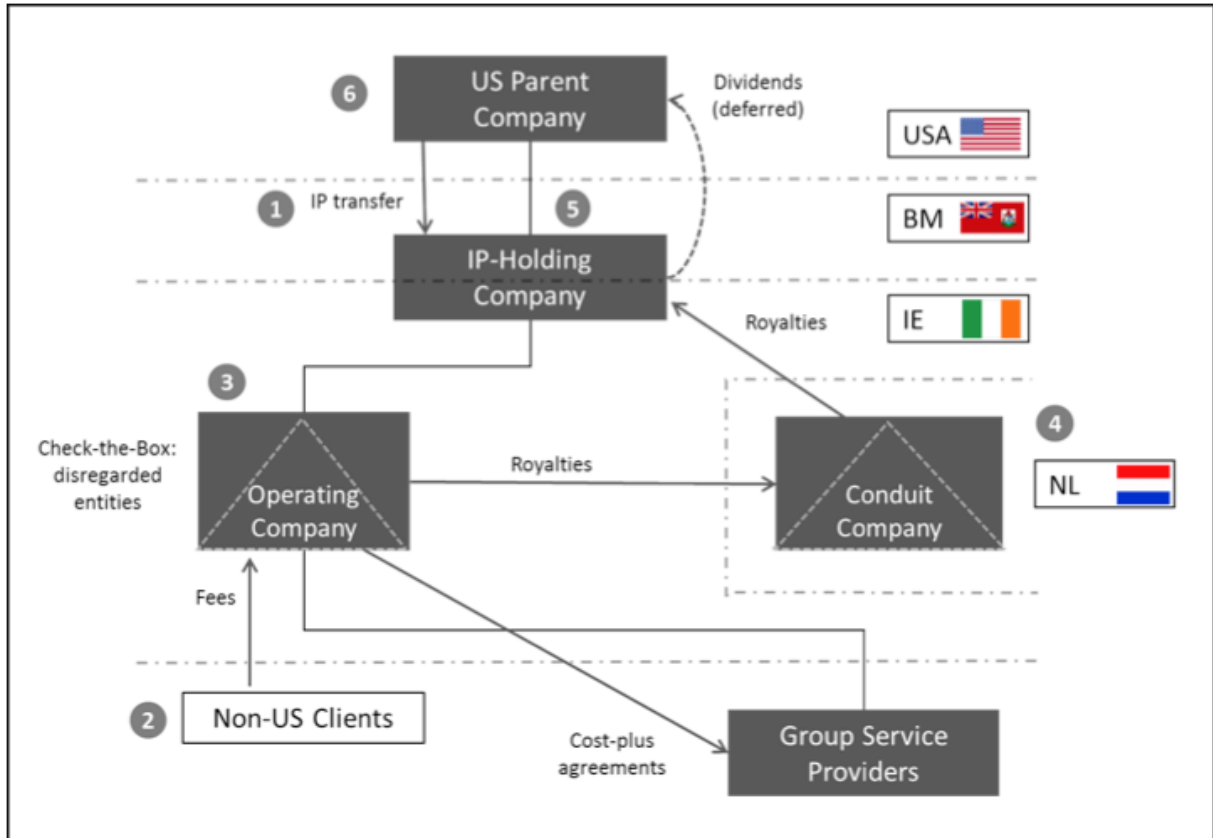 6
US Parent
Company
Dividends
(deferred)
USA
1
IP transfer
5
BM
IP-Holding
Company
Royalties
IE
3
Check-the-Box:
disregarded
entities
Operating
Company
Royalties
Conduit
Company
4
NL
Fees
2
Non-US Clients
Cost-plus
agreements
Group Service
Providers